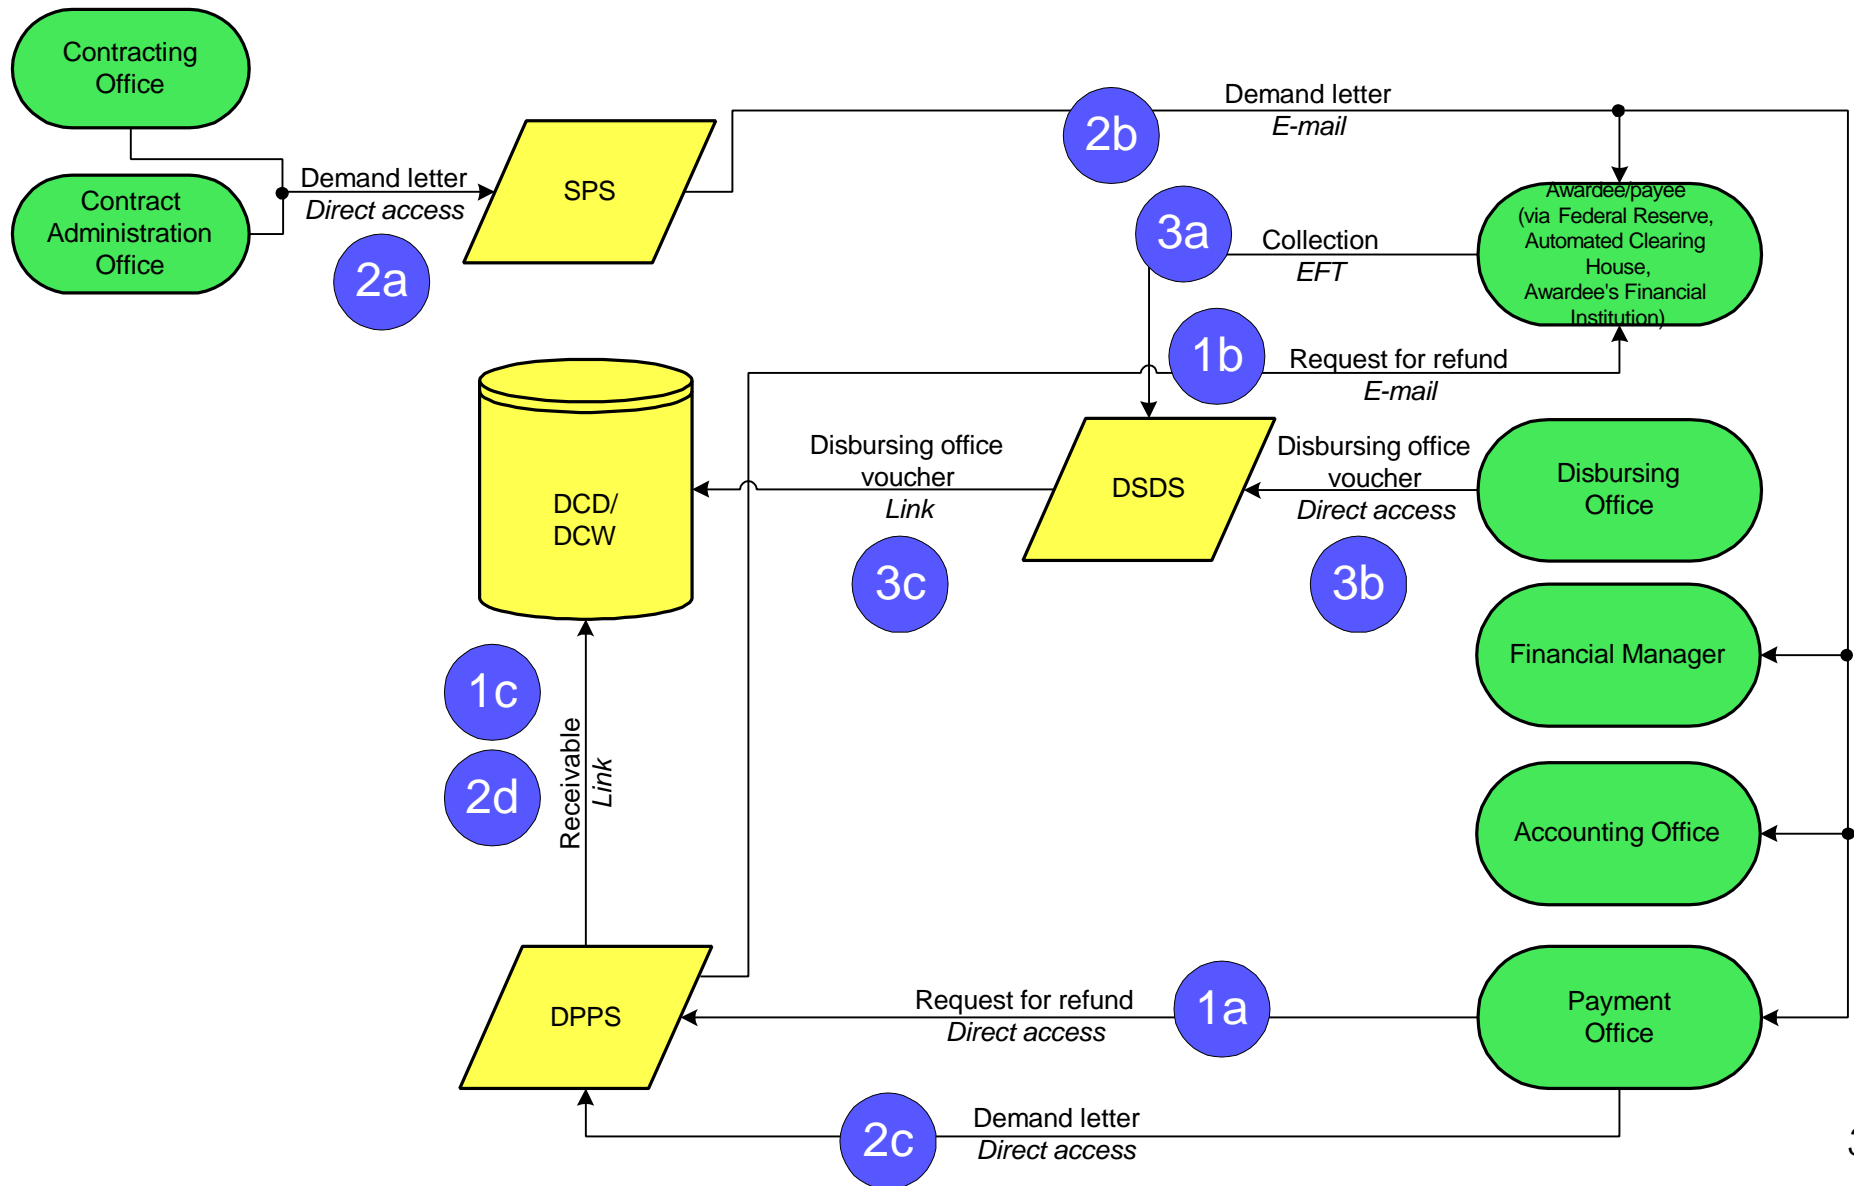 Contracting
Office
Contract
Administration
Office
Demand letter
Direct access
2a
SPS
2b
Demand letter
E-mail
Awardee/payee
(via Federal Reserve,
Automated Clearing
House,
Awardee's Financial
Institution)
3a
Collection
EFT
1b
Request for refund
E-mail
DCD/
DCW
Disbursing office
voucher
Link
3c
DSDS
Disbursing office
voucher
Direct access
3b
Disbursing
Office
Financial Manager
1c
2d
Receivable
Link
Accounting Office
DPPS
Request for refund
Direct access
1a
Payment
Office
2c
Demand letter
Direct access